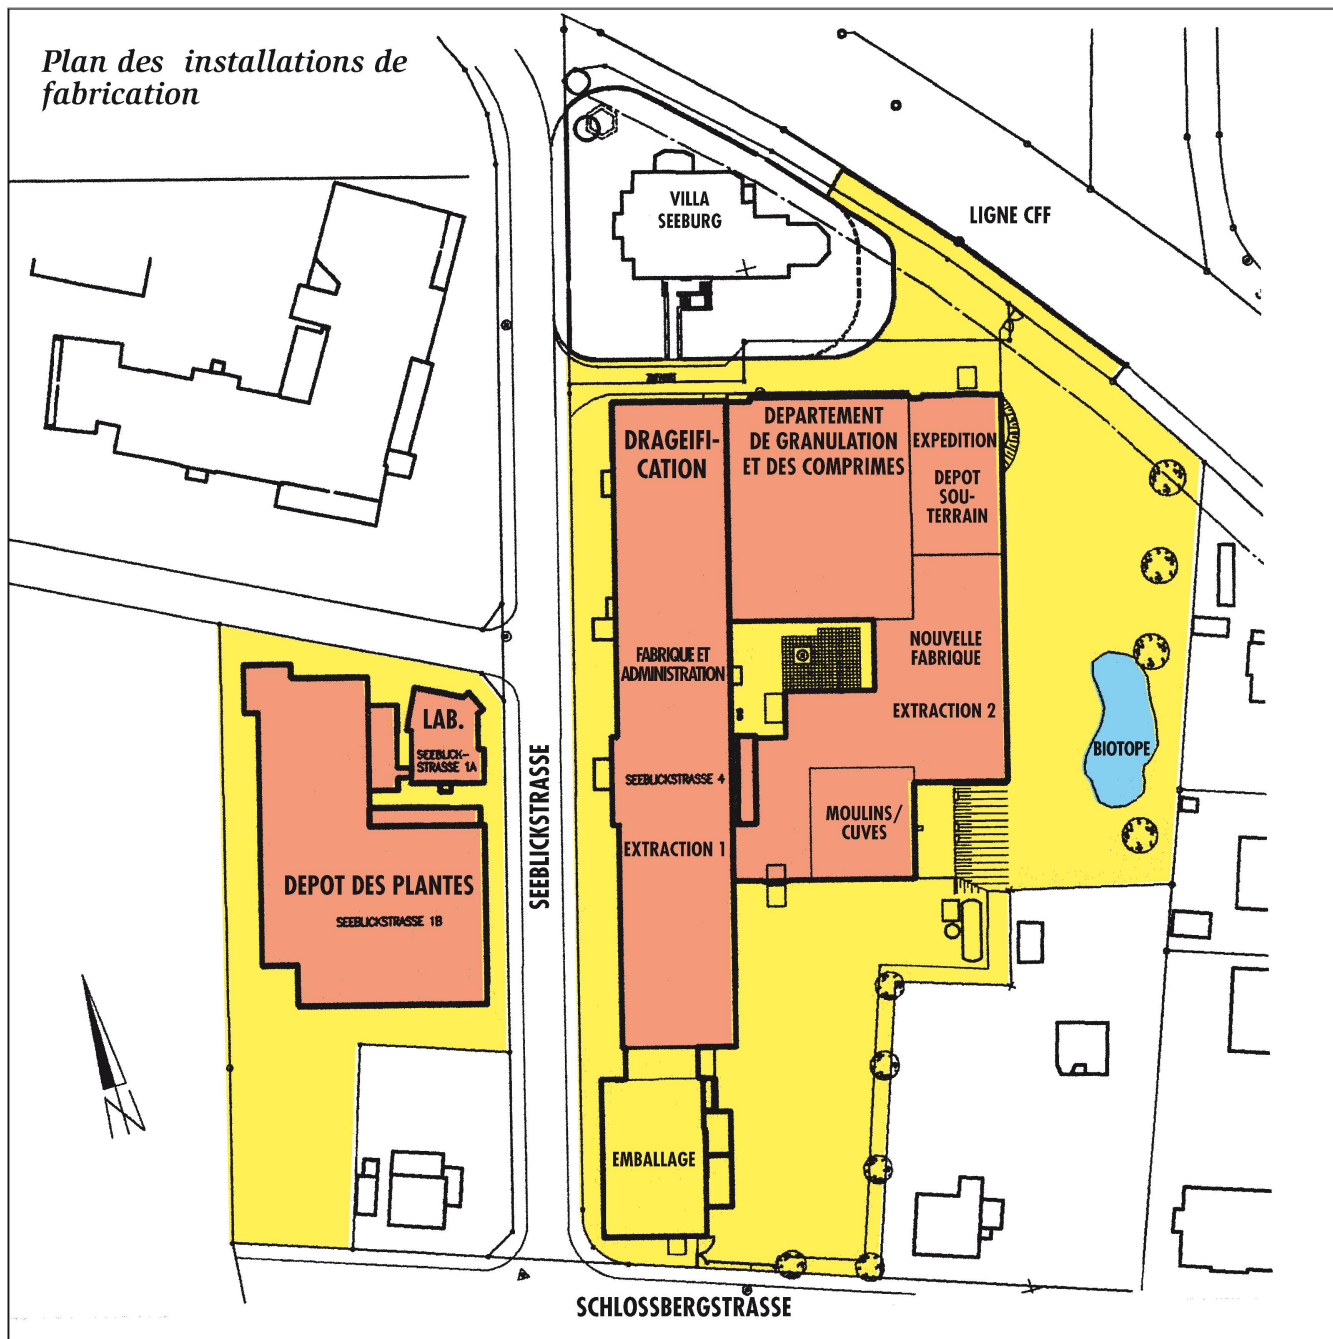 Plan des installations de
fabrication
VILLA
SEEBURG
LIGNE CFF
DRAGEIFI-
CATION
DEPARTEMENT
DE GRANULATION
ET DES COMPRIMES
EXPEDITION
DEPOT
SOU-
TERRAIN
FABRIQUE ET
ADMINISTRATION
NOUVELLE
FABRIQUE
EXTRACTION 2
LAB.
SEEBLICK-
STRASSE 1A
SEEBLICKSTRASSE
SEEBLICKSTRASSE 4
BIOTOPE
MOULINS/
CUVES
EXTRACTION 1
DEPOT DES PLANTES
SEEBLICKSTRASSE 1B
N
EMBALLAGE
SCHLOSSBERGSTRASSE